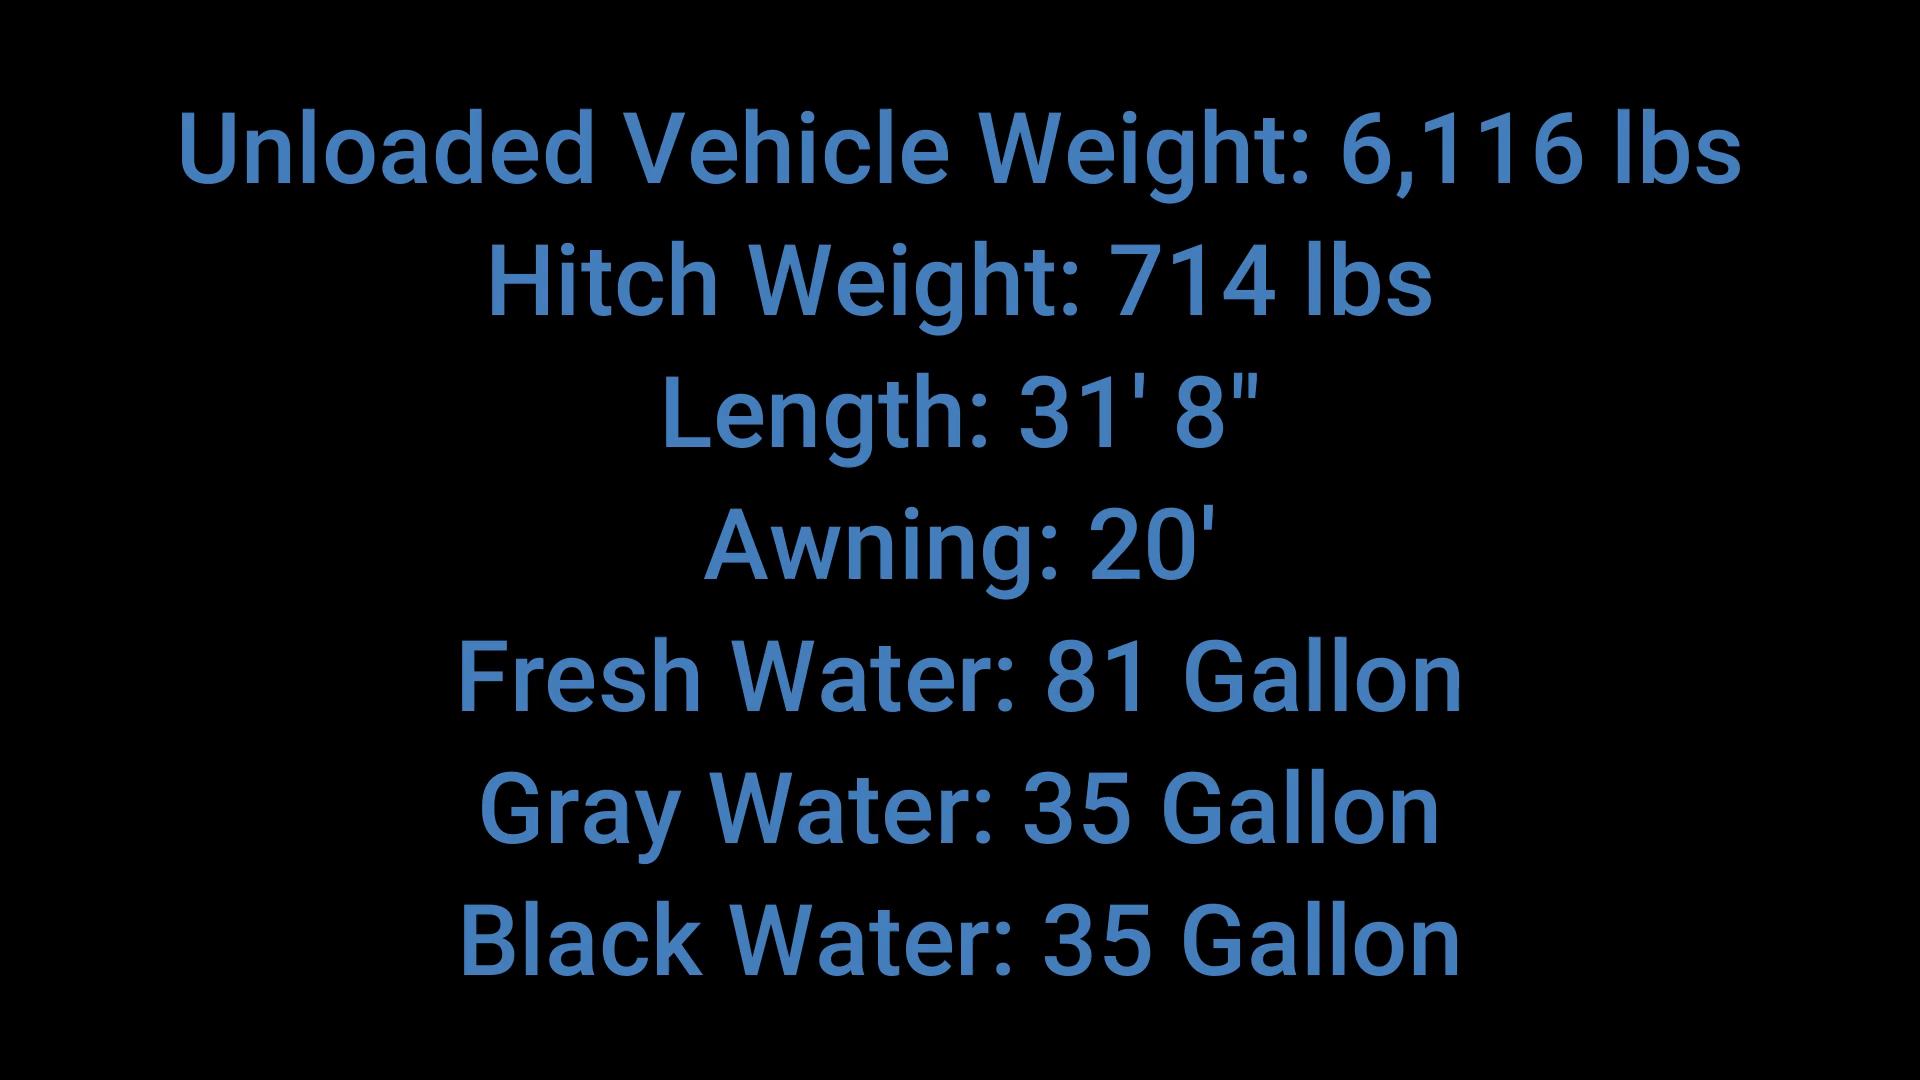 Unloaded Vehicle Weight: 6,116 lbs
Hitch Weight: 714 lbs
Length: 31' 8"
Awning: 20'
Fresh Water: 81 Gallon
Gray Water: 35 Gallon
Black Water: 35 Gallon